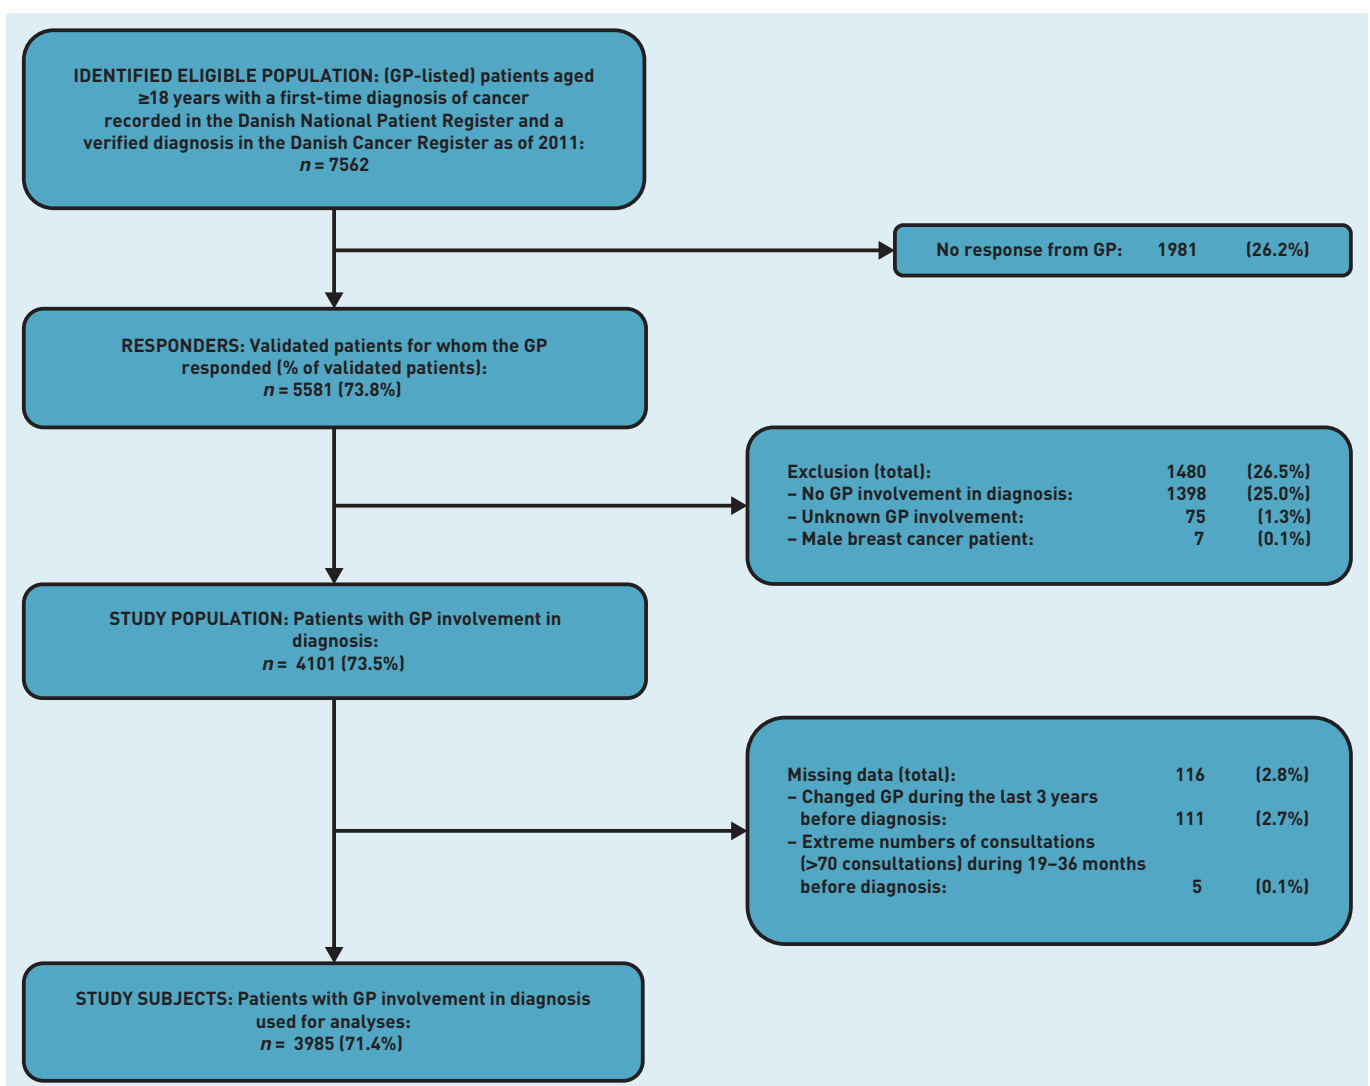 IDENTIFIED ELIGIBLE POPULATION: (GP-listed) patients aged
≥18 years with a first-time diagnosis of cancer
recorded in the Danish National Patient Register and a
verified diagnosis in the Danish Cancer Register as of 2011:
n = 7562
No response from GP: 1981 (26.2%)
RESPONDERS: Validated patients for whom the GP
responded (% of validated patients):
n = 5581 (73.8%)
Exclusion (total): 1480 (26.5%)
– No GP involvement in diagnosis: 1398 (25.0%)
– Unknown GP involvement: 75 (1.3%)
– Male breast cancer patient: 7 (0.1%)
STUDY POPULATION: Patients with GP involvement in
diagnosis:
n = 4101 (73.5%)
Missing data (total): 116 (2.8%)
– Changed GP during the last 3 years
before diagnosis: 111 (2.7%)
– Extreme numbers of consultations
(>70 consultations) during 19–36 months
before diagnosis: 5 (0.1%)
STUDY SUBJECTS: Patients with GP involvement in diagnosis
used for analyses:
n = 3985 (71.4%)